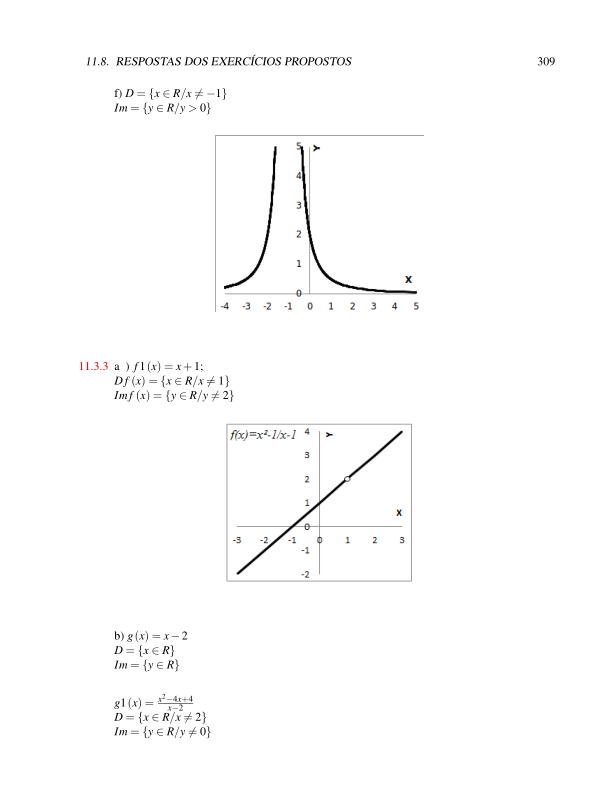 11.8. RESPOSTAS DOS EXERCÍCIOS PROPOSTOS 309
f) D = {x ∈ R/x ≠ −1}
Im = {y ∈ R/y > 0}
5
Y
4
3
2
1
0
X
-4 -3 -2 -1 0 1 2 3 4 5
11.3.3 a ) f1(x) = x+1;
Df(x) = {x ∈ R/x ≠ 1}
Imf(x) = {y ∈ R/y ≠ 2}
f(x)=x²-1/x-1 4
Y
3
2
1
X
0
-3 -2 -1 0 1 2 3
-1
-2
b) g(x) = x−2
D = {x ∈ R}
Im = {y ∈ R}
g1(x) = x²−4x+4 / x−2
D = {x ∈ R/x ≠ 2}
Im = {y ∈ R/y ≠ 0}